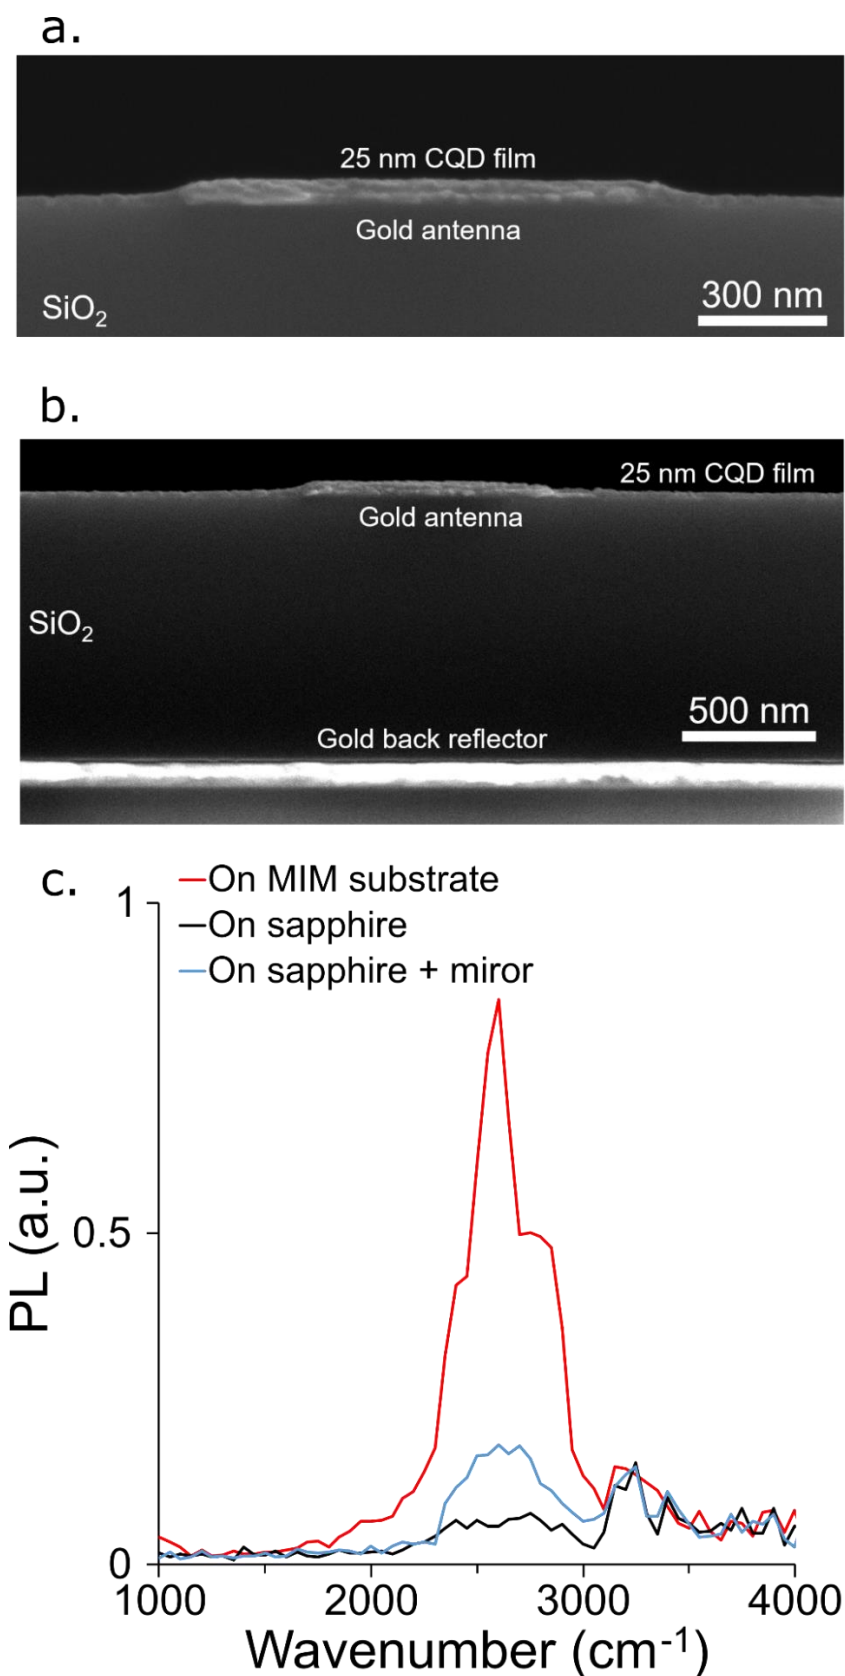 a.
25 nm CQD film
Gold antenna
300 nm
SiO₂
b.
25 nm CQD film
Gold antenna
SiO₂
500 nm
Gold back reflector
c.
On MIM substrate
On sapphire
On sapphire + miror
1
0.5
0
PL (a.u.)
1000 2000 3000 4000
Wavenumber (cm⁻¹)